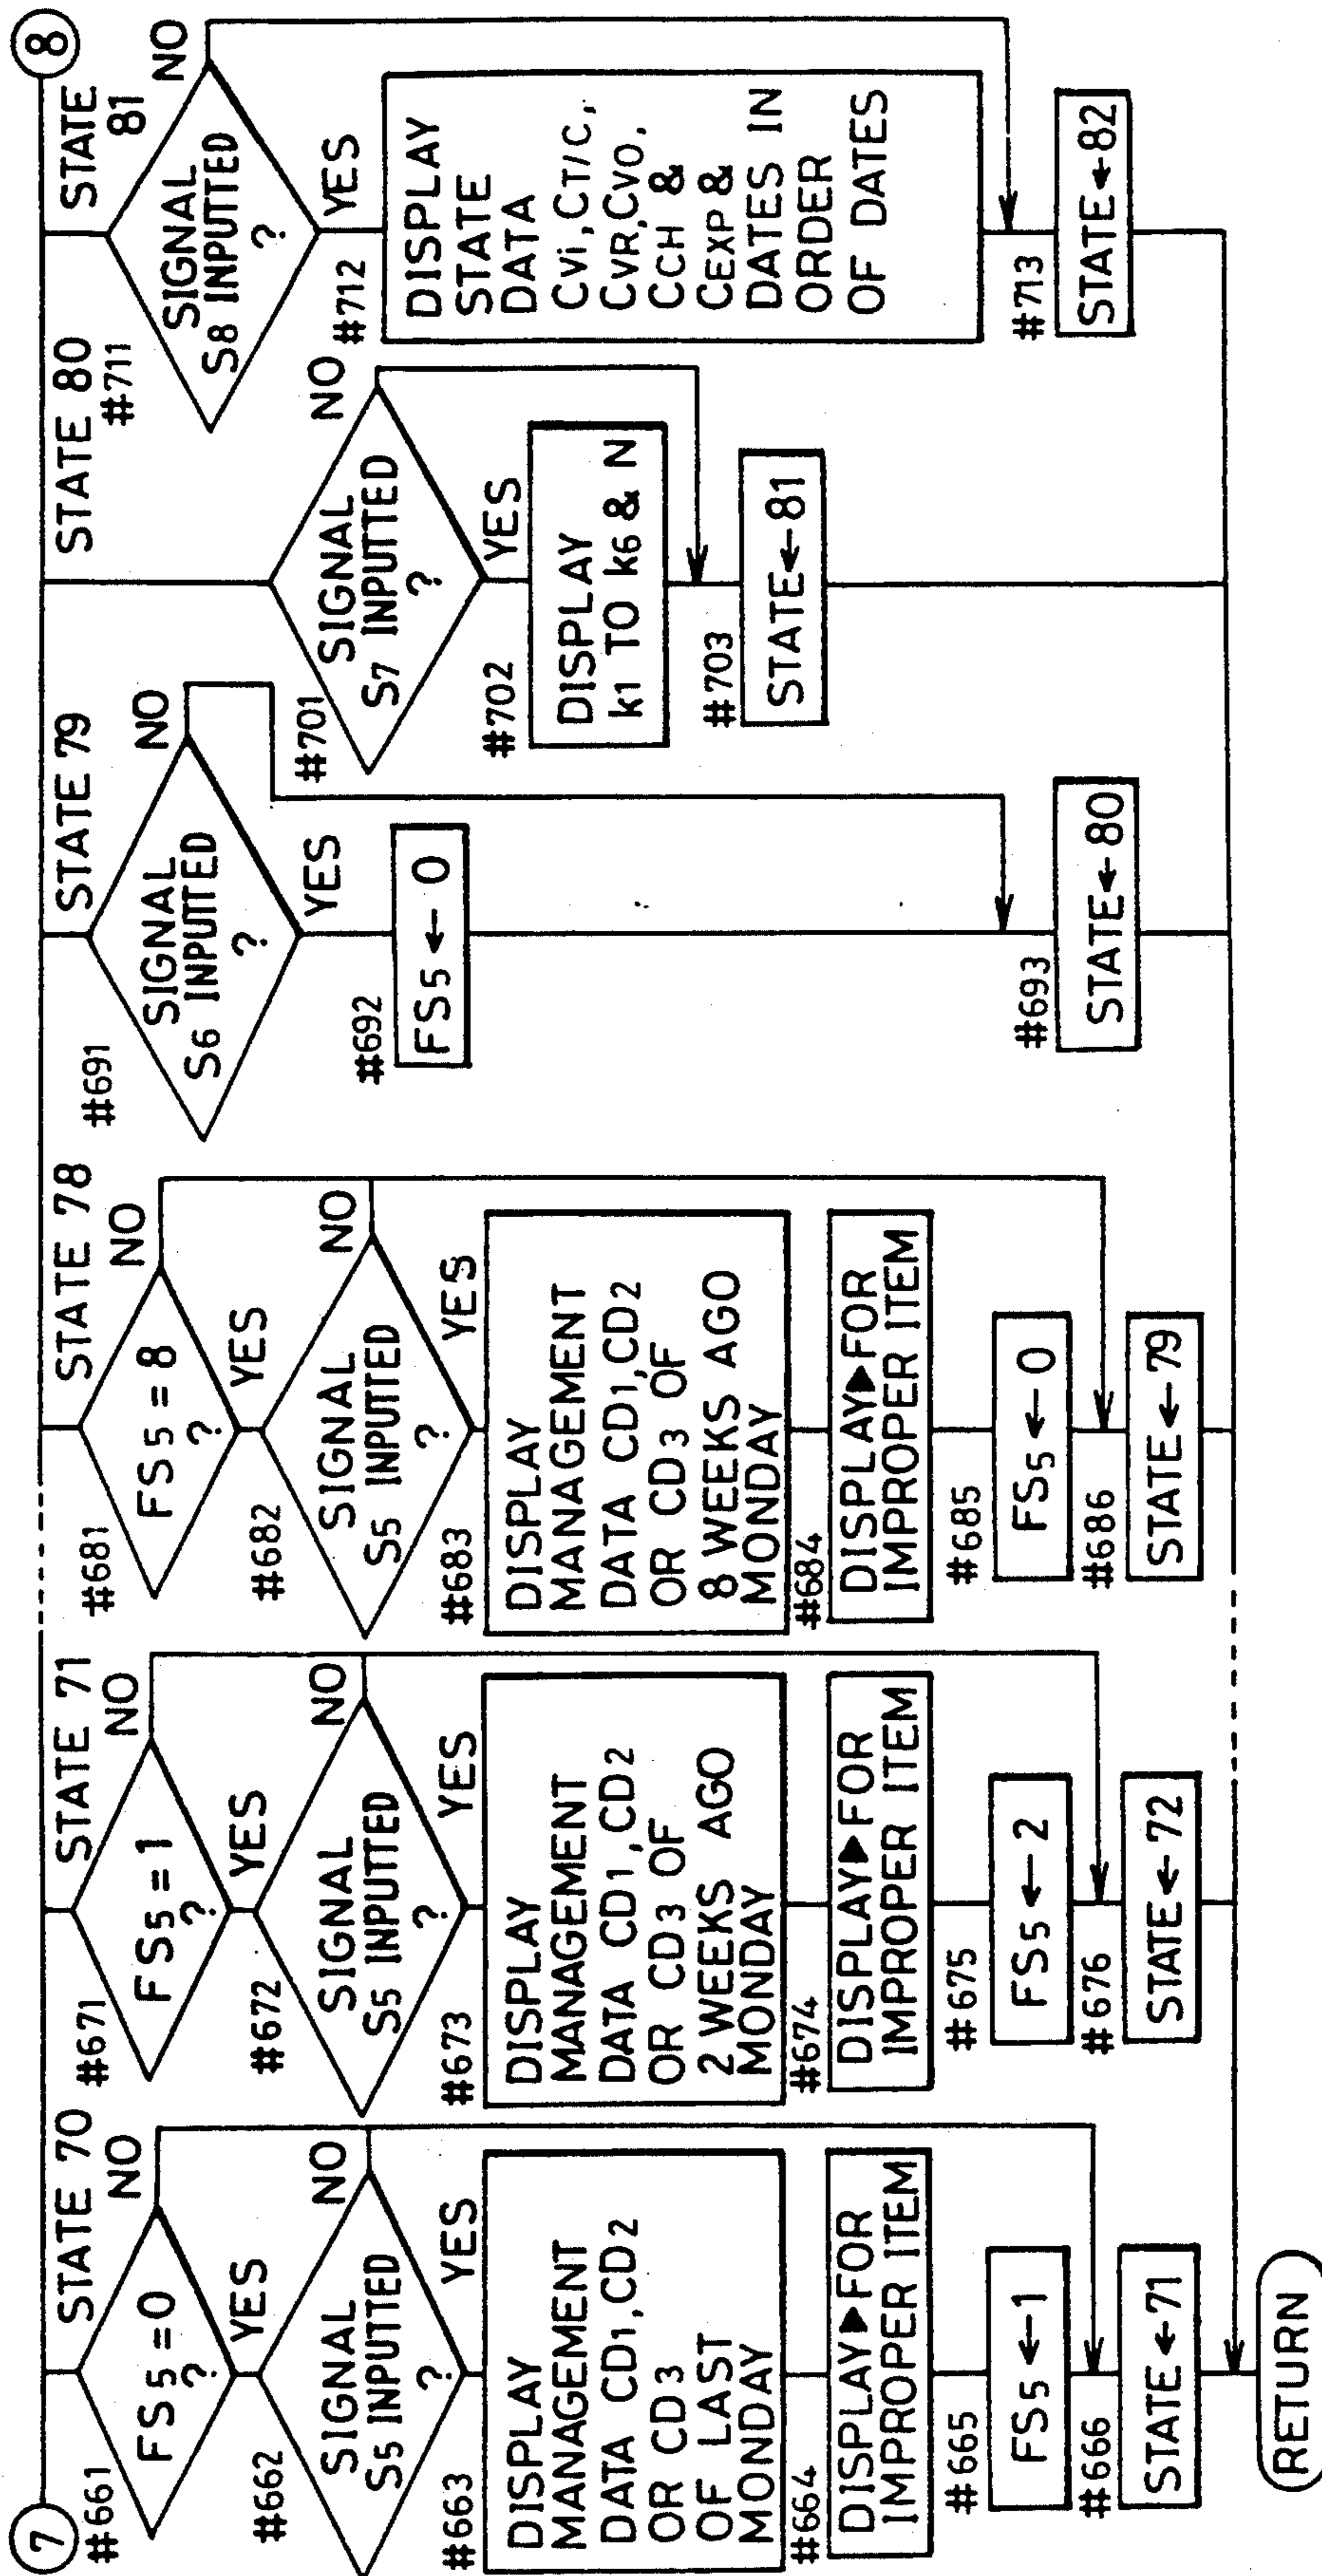 7
STATE 70
#661
FS5=0
?
NO
YES
#662
SIGNAL
S5 INPUTTED
?
NO
YES
#663
DISPLAY
MANAGEMENT
DATA CD1,CD2
OR CD3
OF LAST
MONDAY
#664
DISPLAY▶FOR
IMPROPER ITEM
#665
FS5←1
#666
STATE←71
RETURN
STATE 71
#671
FS5=1
?
NO
YES
#672
SIGNAL
S5 INPUTTED
?
NO
YES
#673
DISPLAY
MANAGEMENT
DATA CD1,CD2
OR CD3 OF
2 WEEKS AGO
MONDAY
#674
DISPLAY▶FOR
IMPROPER ITEM
#675
FS5←2
#676
STATE←72
STATE 78
#681
FS5=8
?
NO
YES
#682
SIGNAL
S5 INPUTTED
?
NO
YES
#683
DISPLAY
MANAGEMENT
DATA CD1,CD2
OR CD3 OF
8 WEEKS AGO
MONDAY
#684
DISPLAY▶FOR
IMPROPER ITEM
#685
FS5←0
#686
STATE←79
STATE 79
#691
SIGNAL
S6 INPUTTED
?
NO
YES
#692
FS5←0
#693
STATE←80
STATE 80
#701
SIGNAL
S7 INPUTTED
?
NO
YES
#702
DISPLAY
k1 TO k6 & N
#703
STATE←81
8
STATE
81
#711
SIGNAL
S8 INPUTTED
?
NO
YES
#712
DISPLAY
STATE
DATA
CVi,CT/C,
CVR,CVO,
CCH &
CEXP &
DATES IN
ORDER
OF DATES
#713
STATE←82